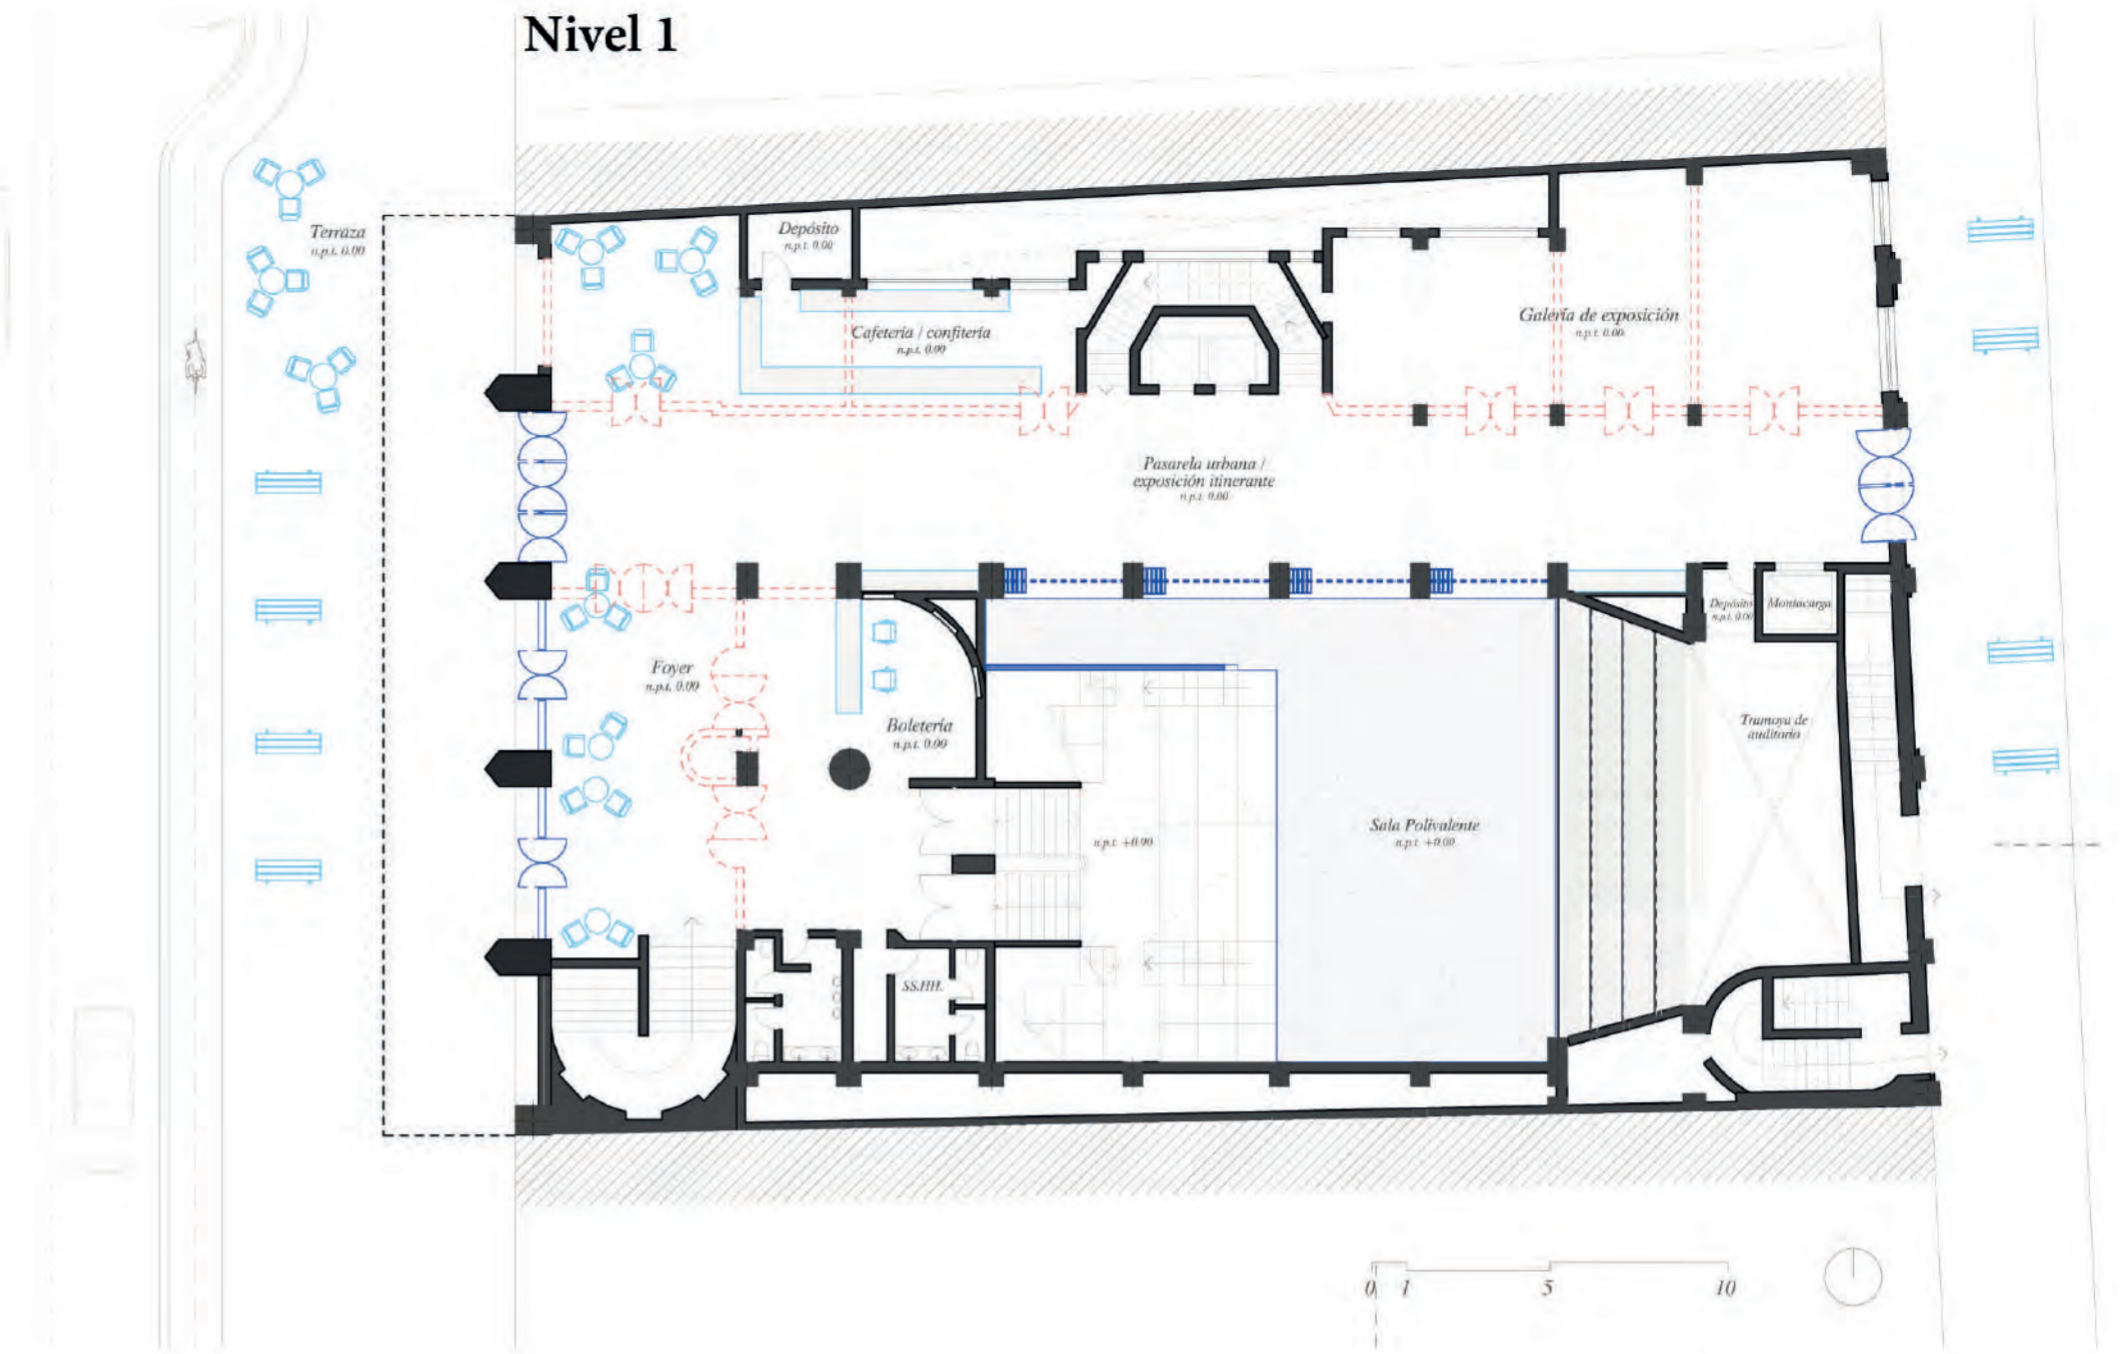 Nivel 1
Terraza
n.p.t. 0.00
Depósito
n.p.t. 0.00
Cafetería / confitería
n.p.t. 0.00
Galería de exposición
n.p.t. 0.00
Pasarela urbana /
exposición itinerante
n.p.t. 0.00
Depósito
n.p.t. 0.00
Montacarga
Foyer
n.p.t. 0.00
Boletería
n.p.t. 0.00
Tramoya de
auditorio
n.p.t. +0.90
Sala Polivalente
n.p.t. +0.00
SS.HH.
0 1 5 10